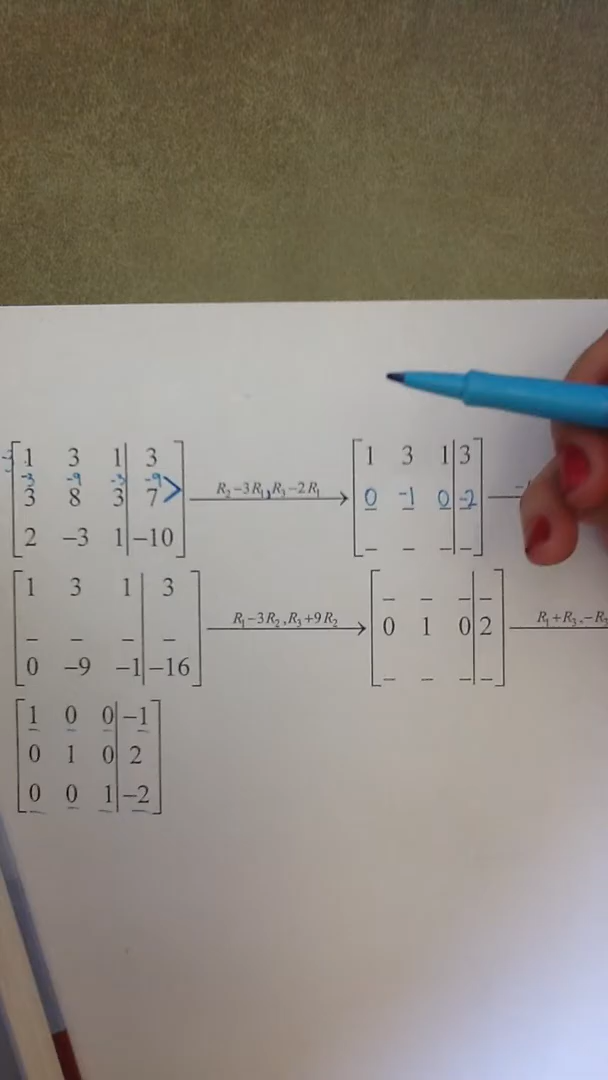 -3
1 3 1 3
-3 -9 -3 -9
3 8 3 7 >
2 −3 1 −10
R₂−3R₁,R₃−2R₁
1 3 1 3
0 -1 0 -2
_ _ _ _
1 3 1 3
_ _ _ _
0 −9 −1 −16
R₁−3R₂,R₃+9R₂
_ _ _ _
0 1 0 2
_ _ _ _
1 0 0 −1
0 1 0 2
0 0 1 −2